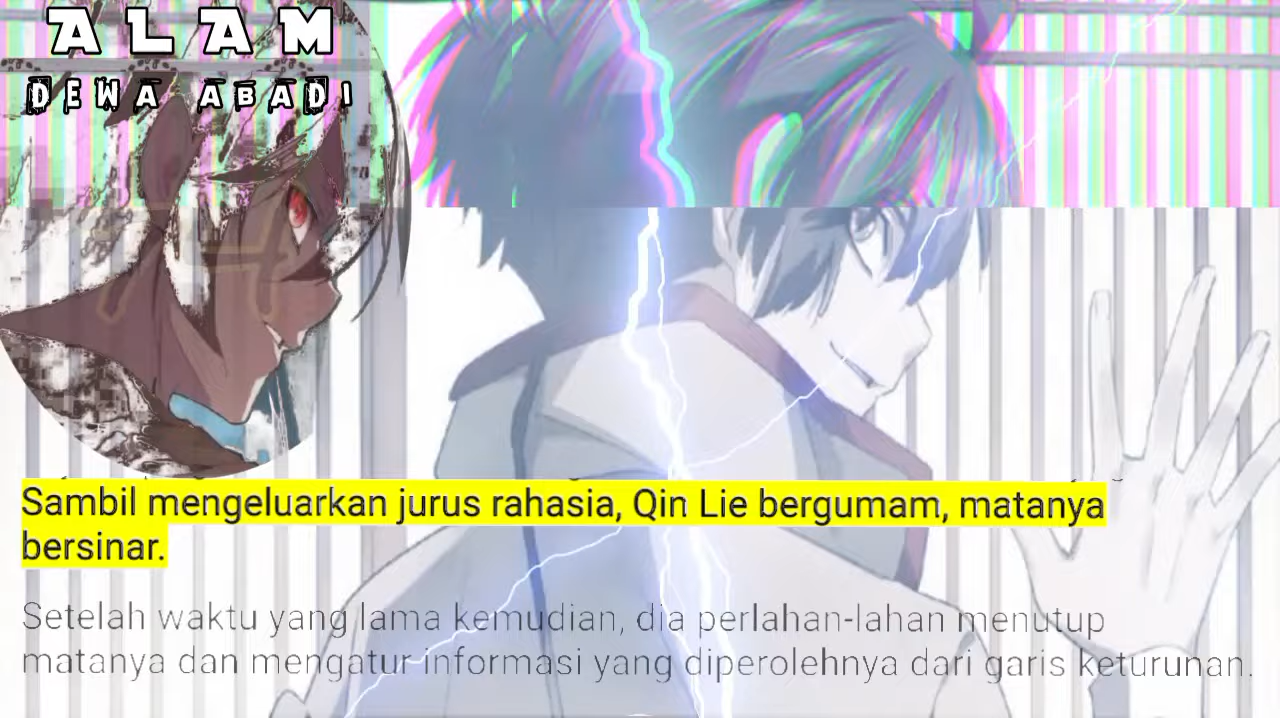 ALAM
DEWA ABADI
Sambil mengeluarkan jurus rahasia, Qin Lie bergumam, matanya
bersinar.
Setelah waktu yang lama kemudian, dia perlahan-lahan menutup
matanya dan mengatur informasi yang diperolehnya dari garis keturunan.